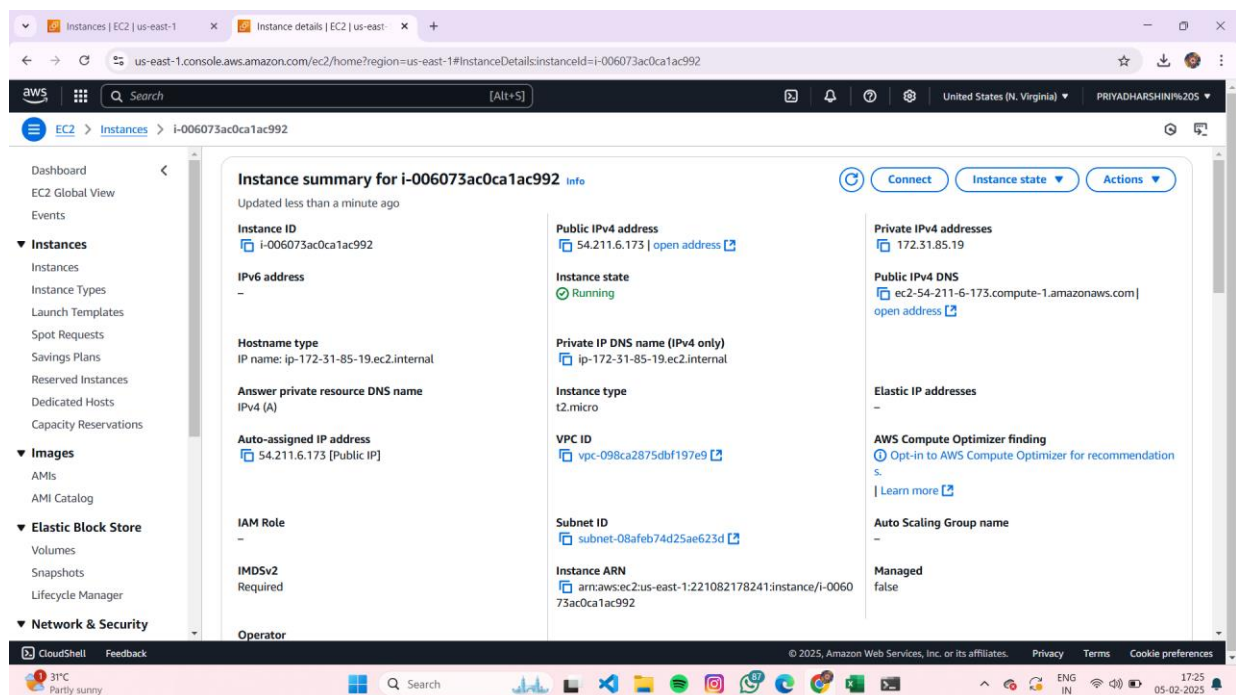 Instances | EC2 | us-east-1
Instance details | EC2 | us-east-
us-east-1.console.aws.amazon.com/ec2/home?region=us-east-1#InstanceDetails:instanceId=i-006073ac0ca1ac992
aws
Search
[Alt+S]
United States (N. Virginia)
PRIYADHARSHINI%20S
EC2 > Instances > i-006073ac0ca1ac992
Dashboard
EC2 Global View
Events
Instances
Instances
Instance Types
Launch Templates
Spot Requests
Savings Plans
Reserved Instances
Dedicated Hosts
Capacity Reservations
Images
AMIs
AMI Catalog
Elastic Block Store
Volumes
Snapshots
Lifecycle Manager
Network & Security
Instance summary for i-006073ac0ca1ac992 Info
Connect
Instance state
Actions
Updated less than a minute ago
Instance ID
i-006073ac0ca1ac992
Public IPv4 address
54.211.6.173 | open address
Private IPv4 addresses
172.31.85.19
IPv6 address
–
Instance state
Running
Public IPv4 DNS
ec2-54-211-6-173.compute-1.amazonaws.com |
open address
Hostname type
IP name: ip-172-31-85-19.ec2.internal
Private IP DNS name (IPv4 only)
ip-172-31-85-19.ec2.internal
Answer private resource DNS name
IPv4 (A)
Instance type
t2.micro
Elastic IP addresses
–
Auto-assigned IP address
54.211.6.173 [Public IP]
VPC ID
vpc-098ca2875dbf197e9
AWS Compute Optimizer finding
Opt-in to AWS Compute Optimizer for recommendation
s.
| Learn more
IAM Role
–
Subnet ID
subnet-08afeb74d25ae623d
Auto Scaling Group name
–
IMDSv2
Required
Instance ARN
arn:aws:ec2:us-east-1:221082178241:instance/i-0060
73ac0ca1ac992
Managed
false
Operator
CloudShell
Feedback
© 2025, Amazon Web Services, Inc. or its affiliates.
Privacy
Terms
Cookie preferences
31°C
Partly sunny
Search
ENG
IN
17:25
05-02-2025